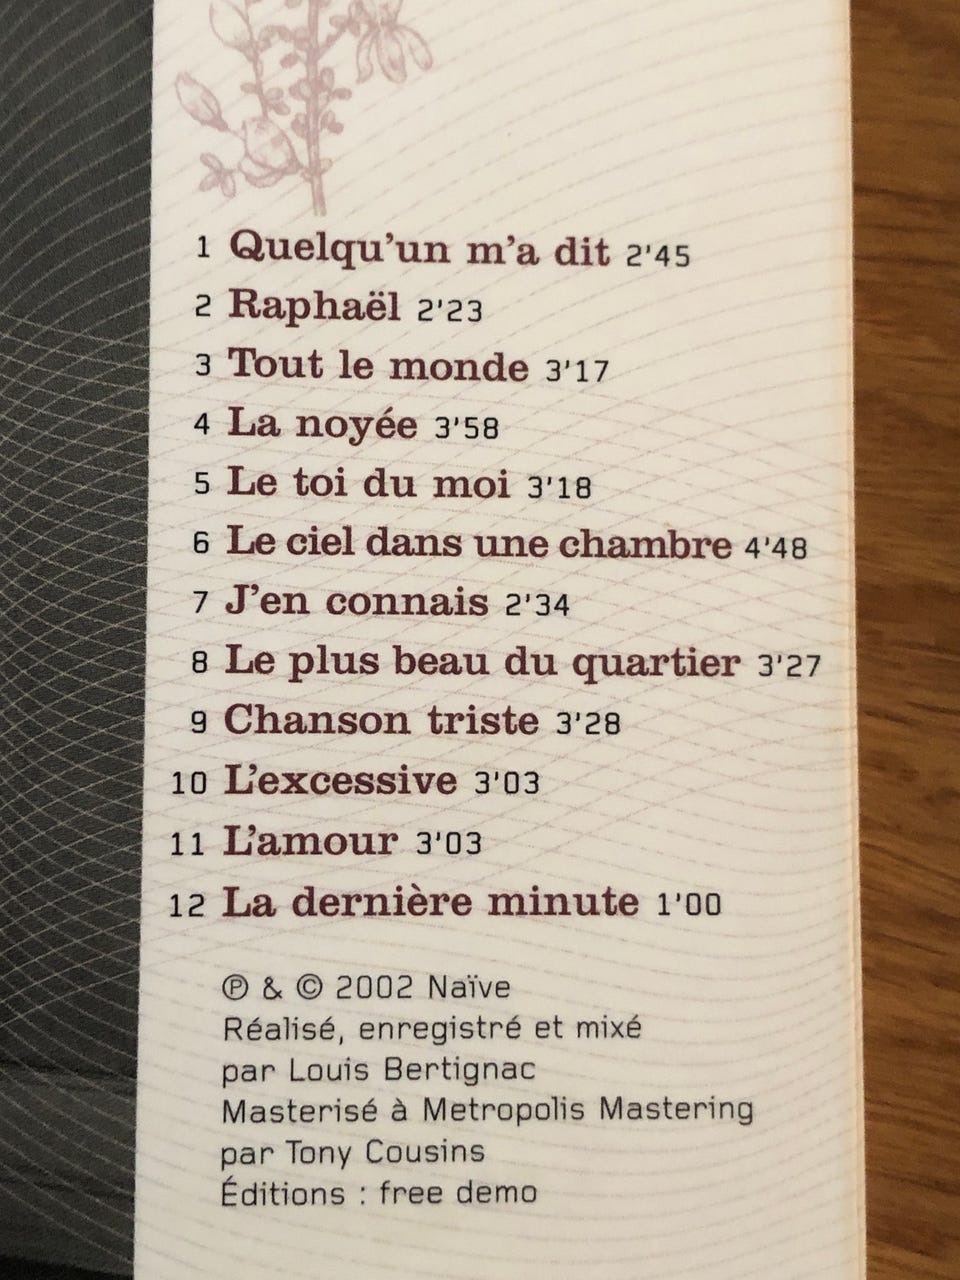 1 Quelqu'un m'a dit 2'45
2 Raphaël 2'23
3 Tout le monde 3'17
4 La noyée 3'58
5 Le toi du moi 3'18
6 Le ciel dans une chambre 4'48
7 J'en connais 2'34
8 Le plus beau du quartier 3'27
9 Chanson triste 3'28
10 L'excessive 3'03
11 L'amour 3'03
12 La dernière minute 1'00
℗ & © 2002 Naïve
Réalisé, enregistré et mixé
par Louis Bertignac
Masterisé à Metropolis Mastering
par Tony Cousins
Éditions : free demo